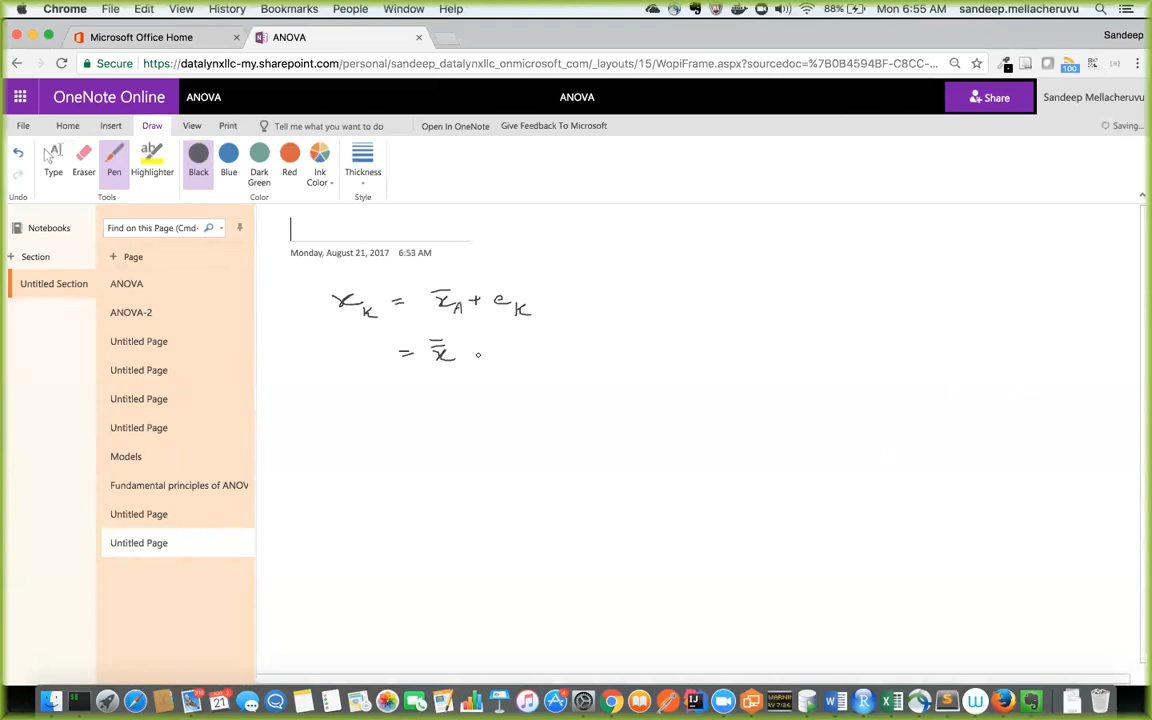 Chrome File Edit View History Bookmarks People Window Help 88% Mon 6:55 AM sandeep.mellacheruvu
Microsoft Office Home × ANOVA × Sandeep
Secure https://datalynxllc-my.sharepoint.com/personal/sandeep_datalynxllc_onmicrosoft_com/_layouts/15/WopiFrame.aspx?sourcedoc=%7B0B4594BF-C8CC-... 100
OneNote Online ANOVA ANOVA Share Sandeep Mellacheruvu
File Home Insert Draw View Print Tell me what you want to do Open In OneNote Give Feedback To Microsoft Saving...
Type Eraser Pen Highlighter Black Blue Dark Green Red Ink Color Thickness
Undo Tools Color Style
Notebooks Find on this Page (Cmd-
+ Section + Page
Untitled Section ANOVA
Monday, August 21, 2017 6:53 AM
ANOVA-2
Untitled Page
Untitled Page
Untitled Page
Untitled Page
Models
Fundamental principles of ANOV
Untitled Page
Untitled Page
x_K = x̄_A + e_K
= x̿